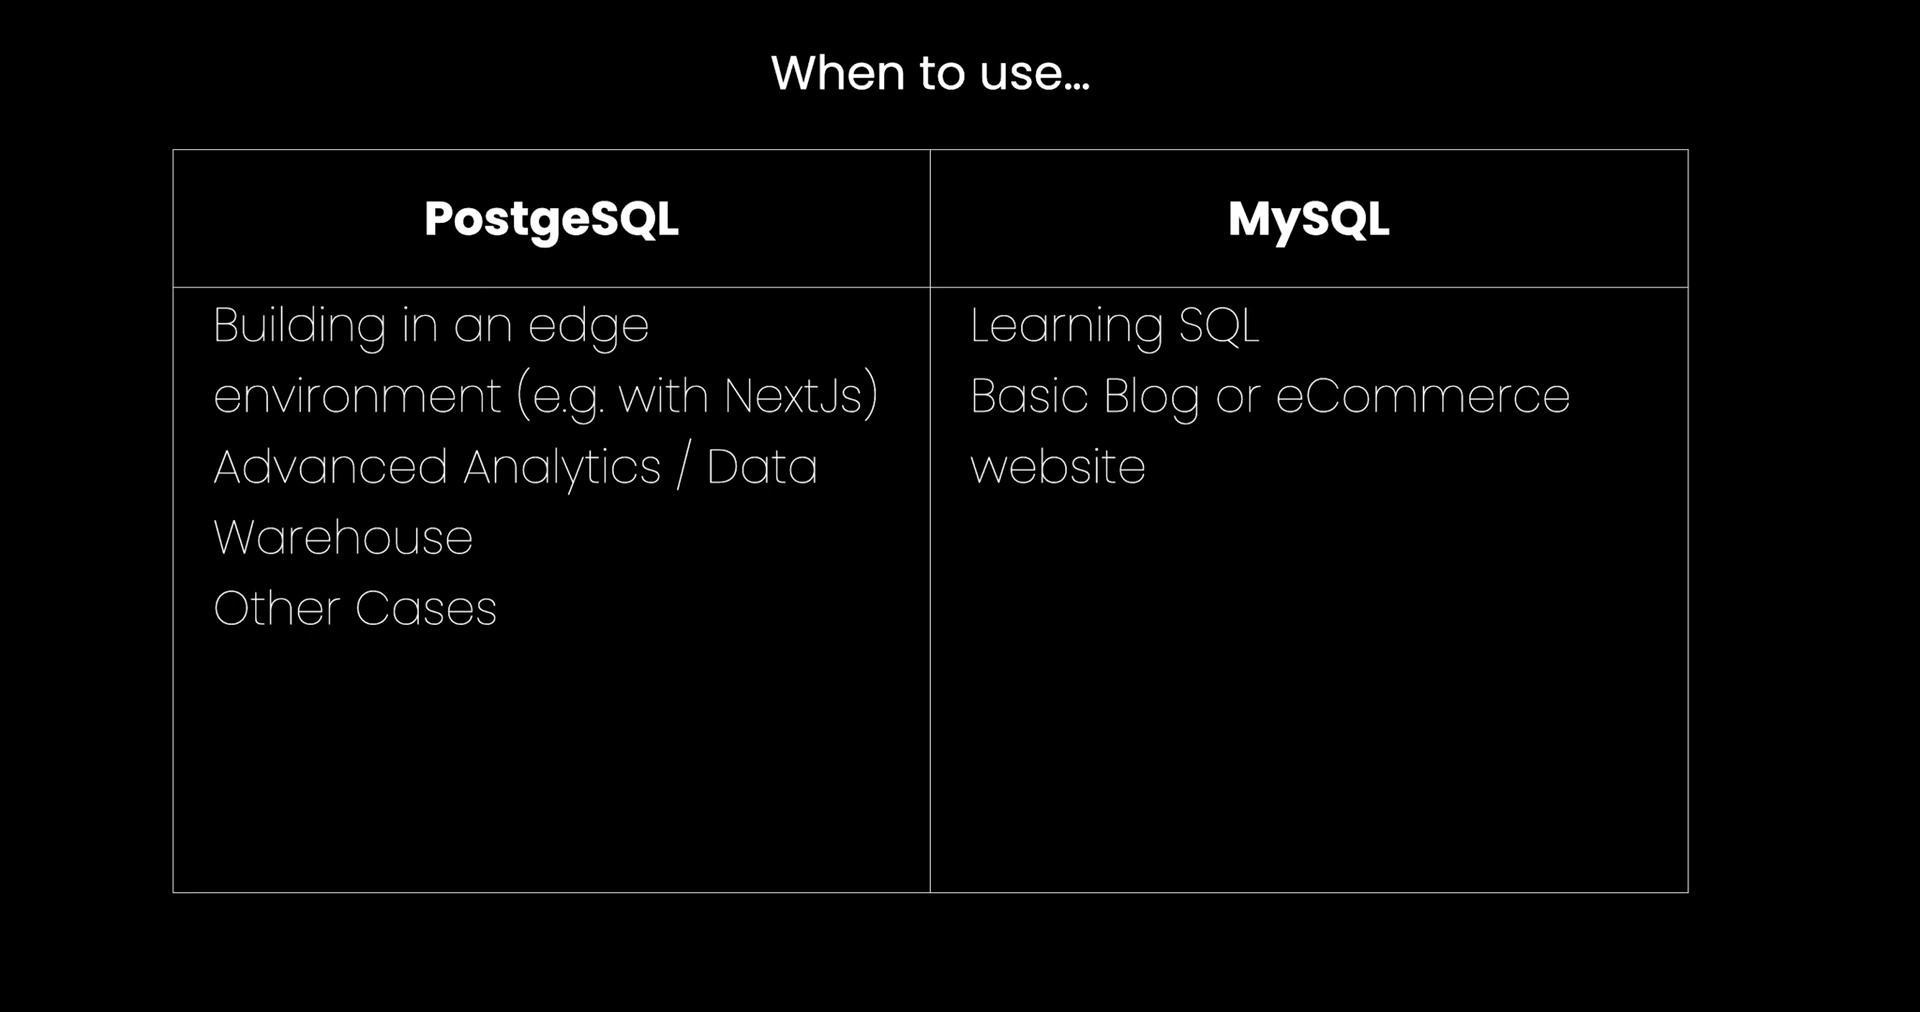 When to use...
PostgeSQL
MySQL
Building in an edge
environment (e.g. with NextJs)
Advanced Analytics / Data
Warehouse
Other Cases
Learning SQL
Basic Blog or eCommerce
website